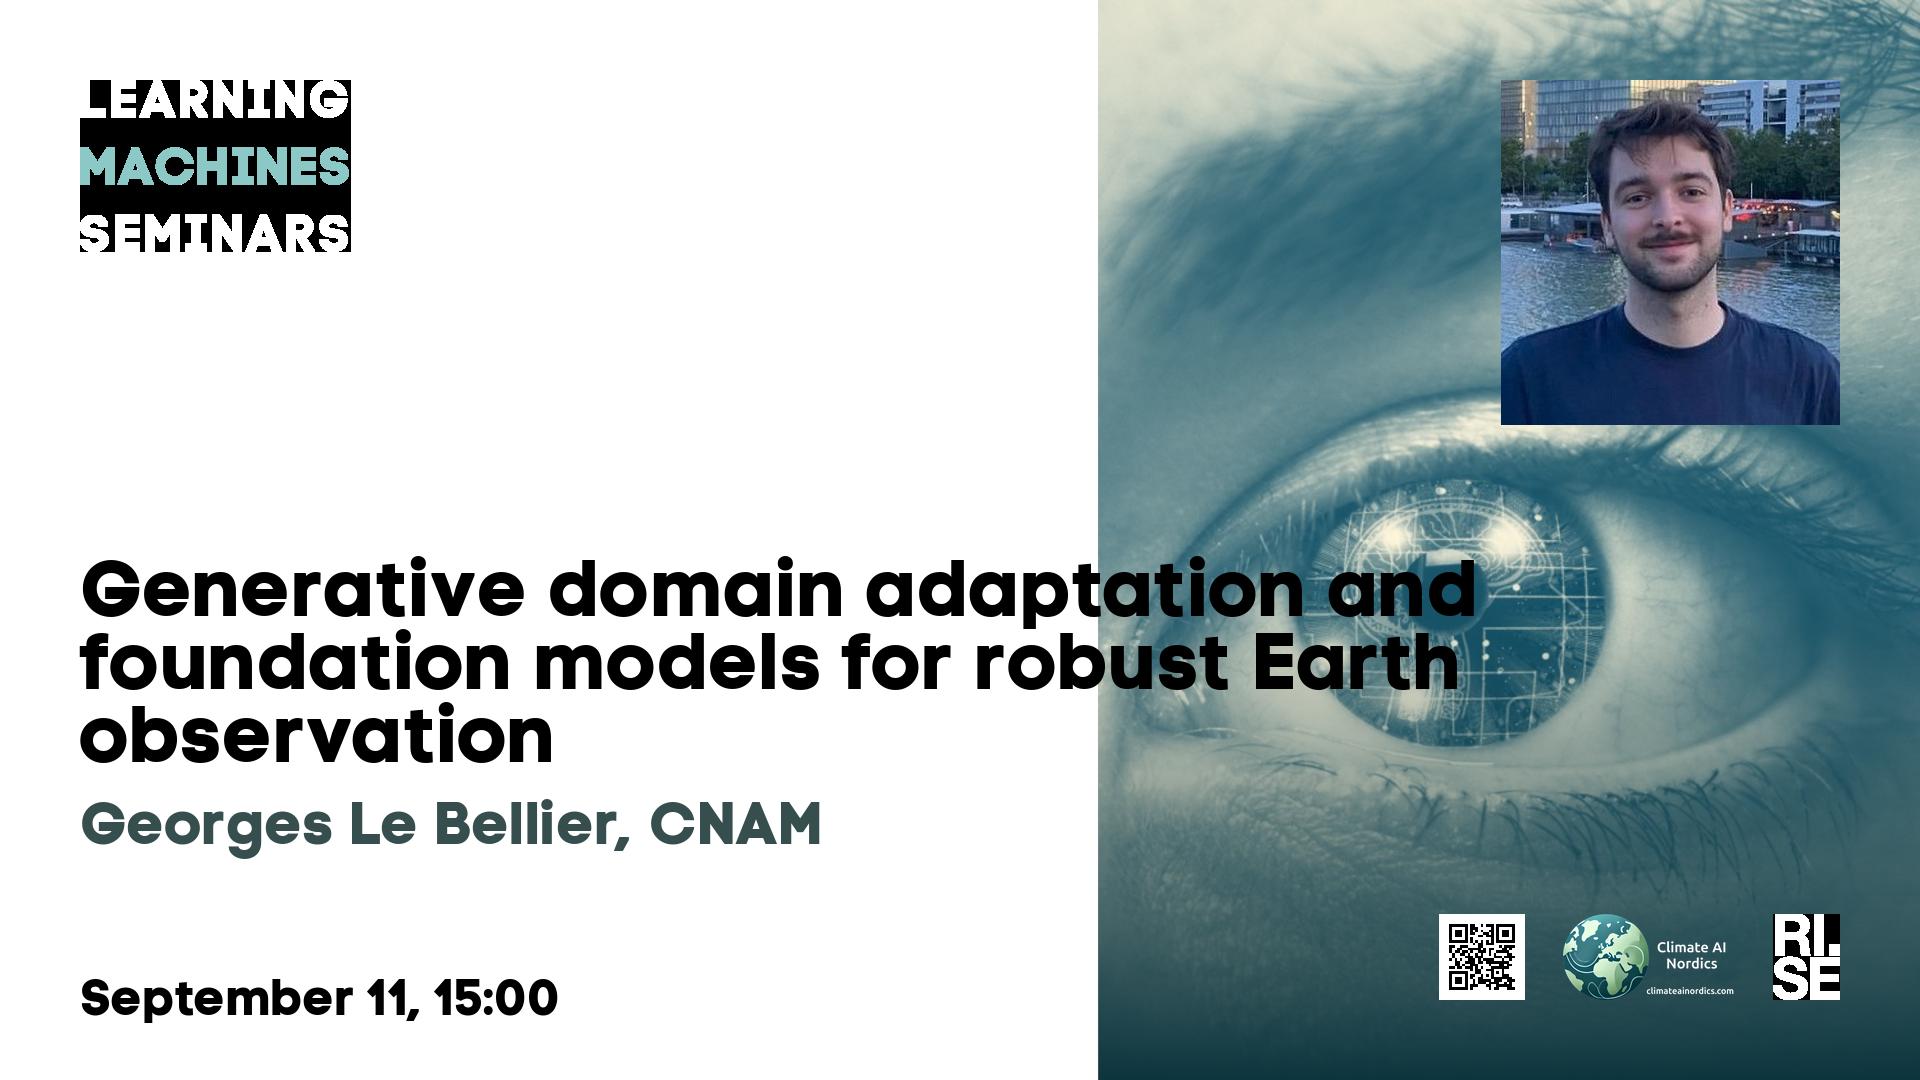 LEARNING
MACHINES
SEMINARS
Generative domain adaptation and
foundation models for robust Earth
observation
Georges Le Bellier, CNAM
September 11, 15:00
Climate AI
Nordics
climateainordics.com
RI.
SE